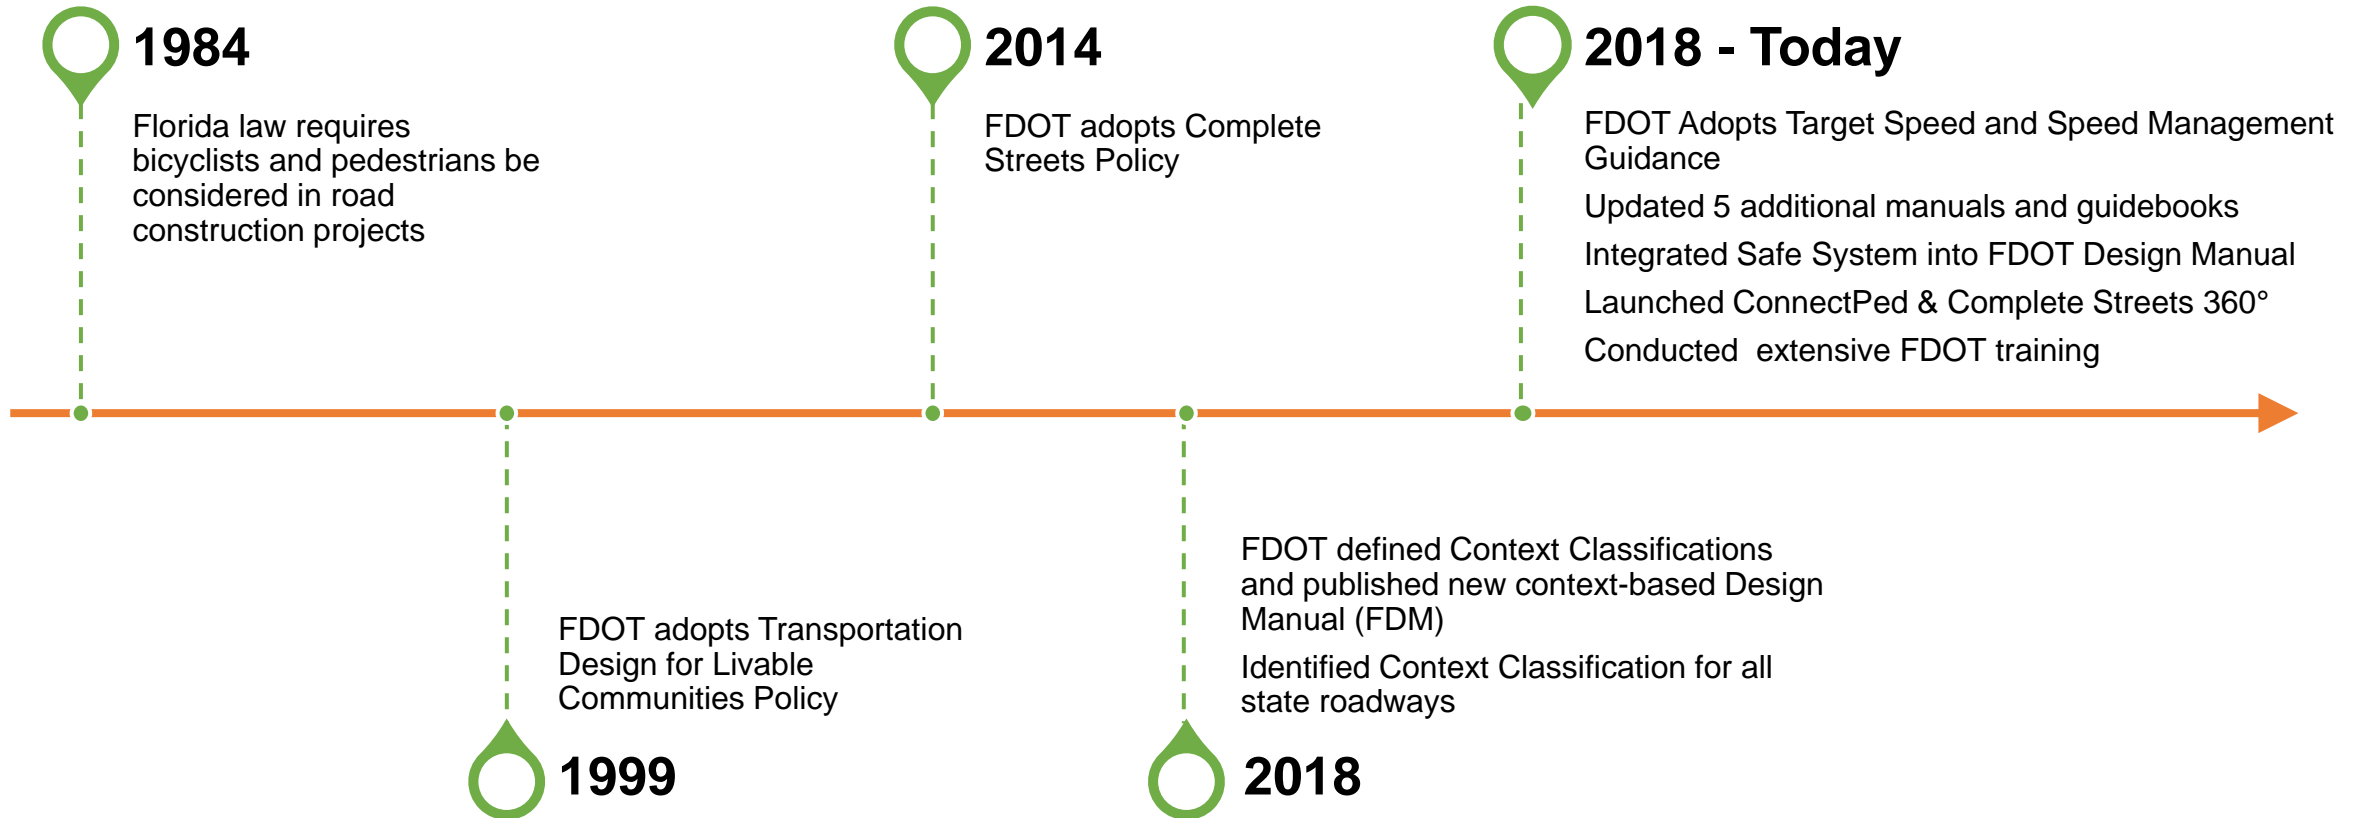 1984
Florida law requires
bicyclists and pedestrians be
considered in road
construction projects
2014
FDOT adopts Complete
Streets Policy
2018 - Today
FDOT Adopts Target Speed and Speed Management
Guidance
Updated 5 additional manuals and guidebooks
Integrated Safe System into FDOT Design Manual
Launched ConnectPed & Complete Streets 360°
Conducted  extensive FDOT training
FDOT adopts Transportation
Design for Livable
Communities Policy
1999
FDOT defined Context Classifications
and published new context-based Design
Manual (FDM)
Identified Context Classification for all
state roadways
2018